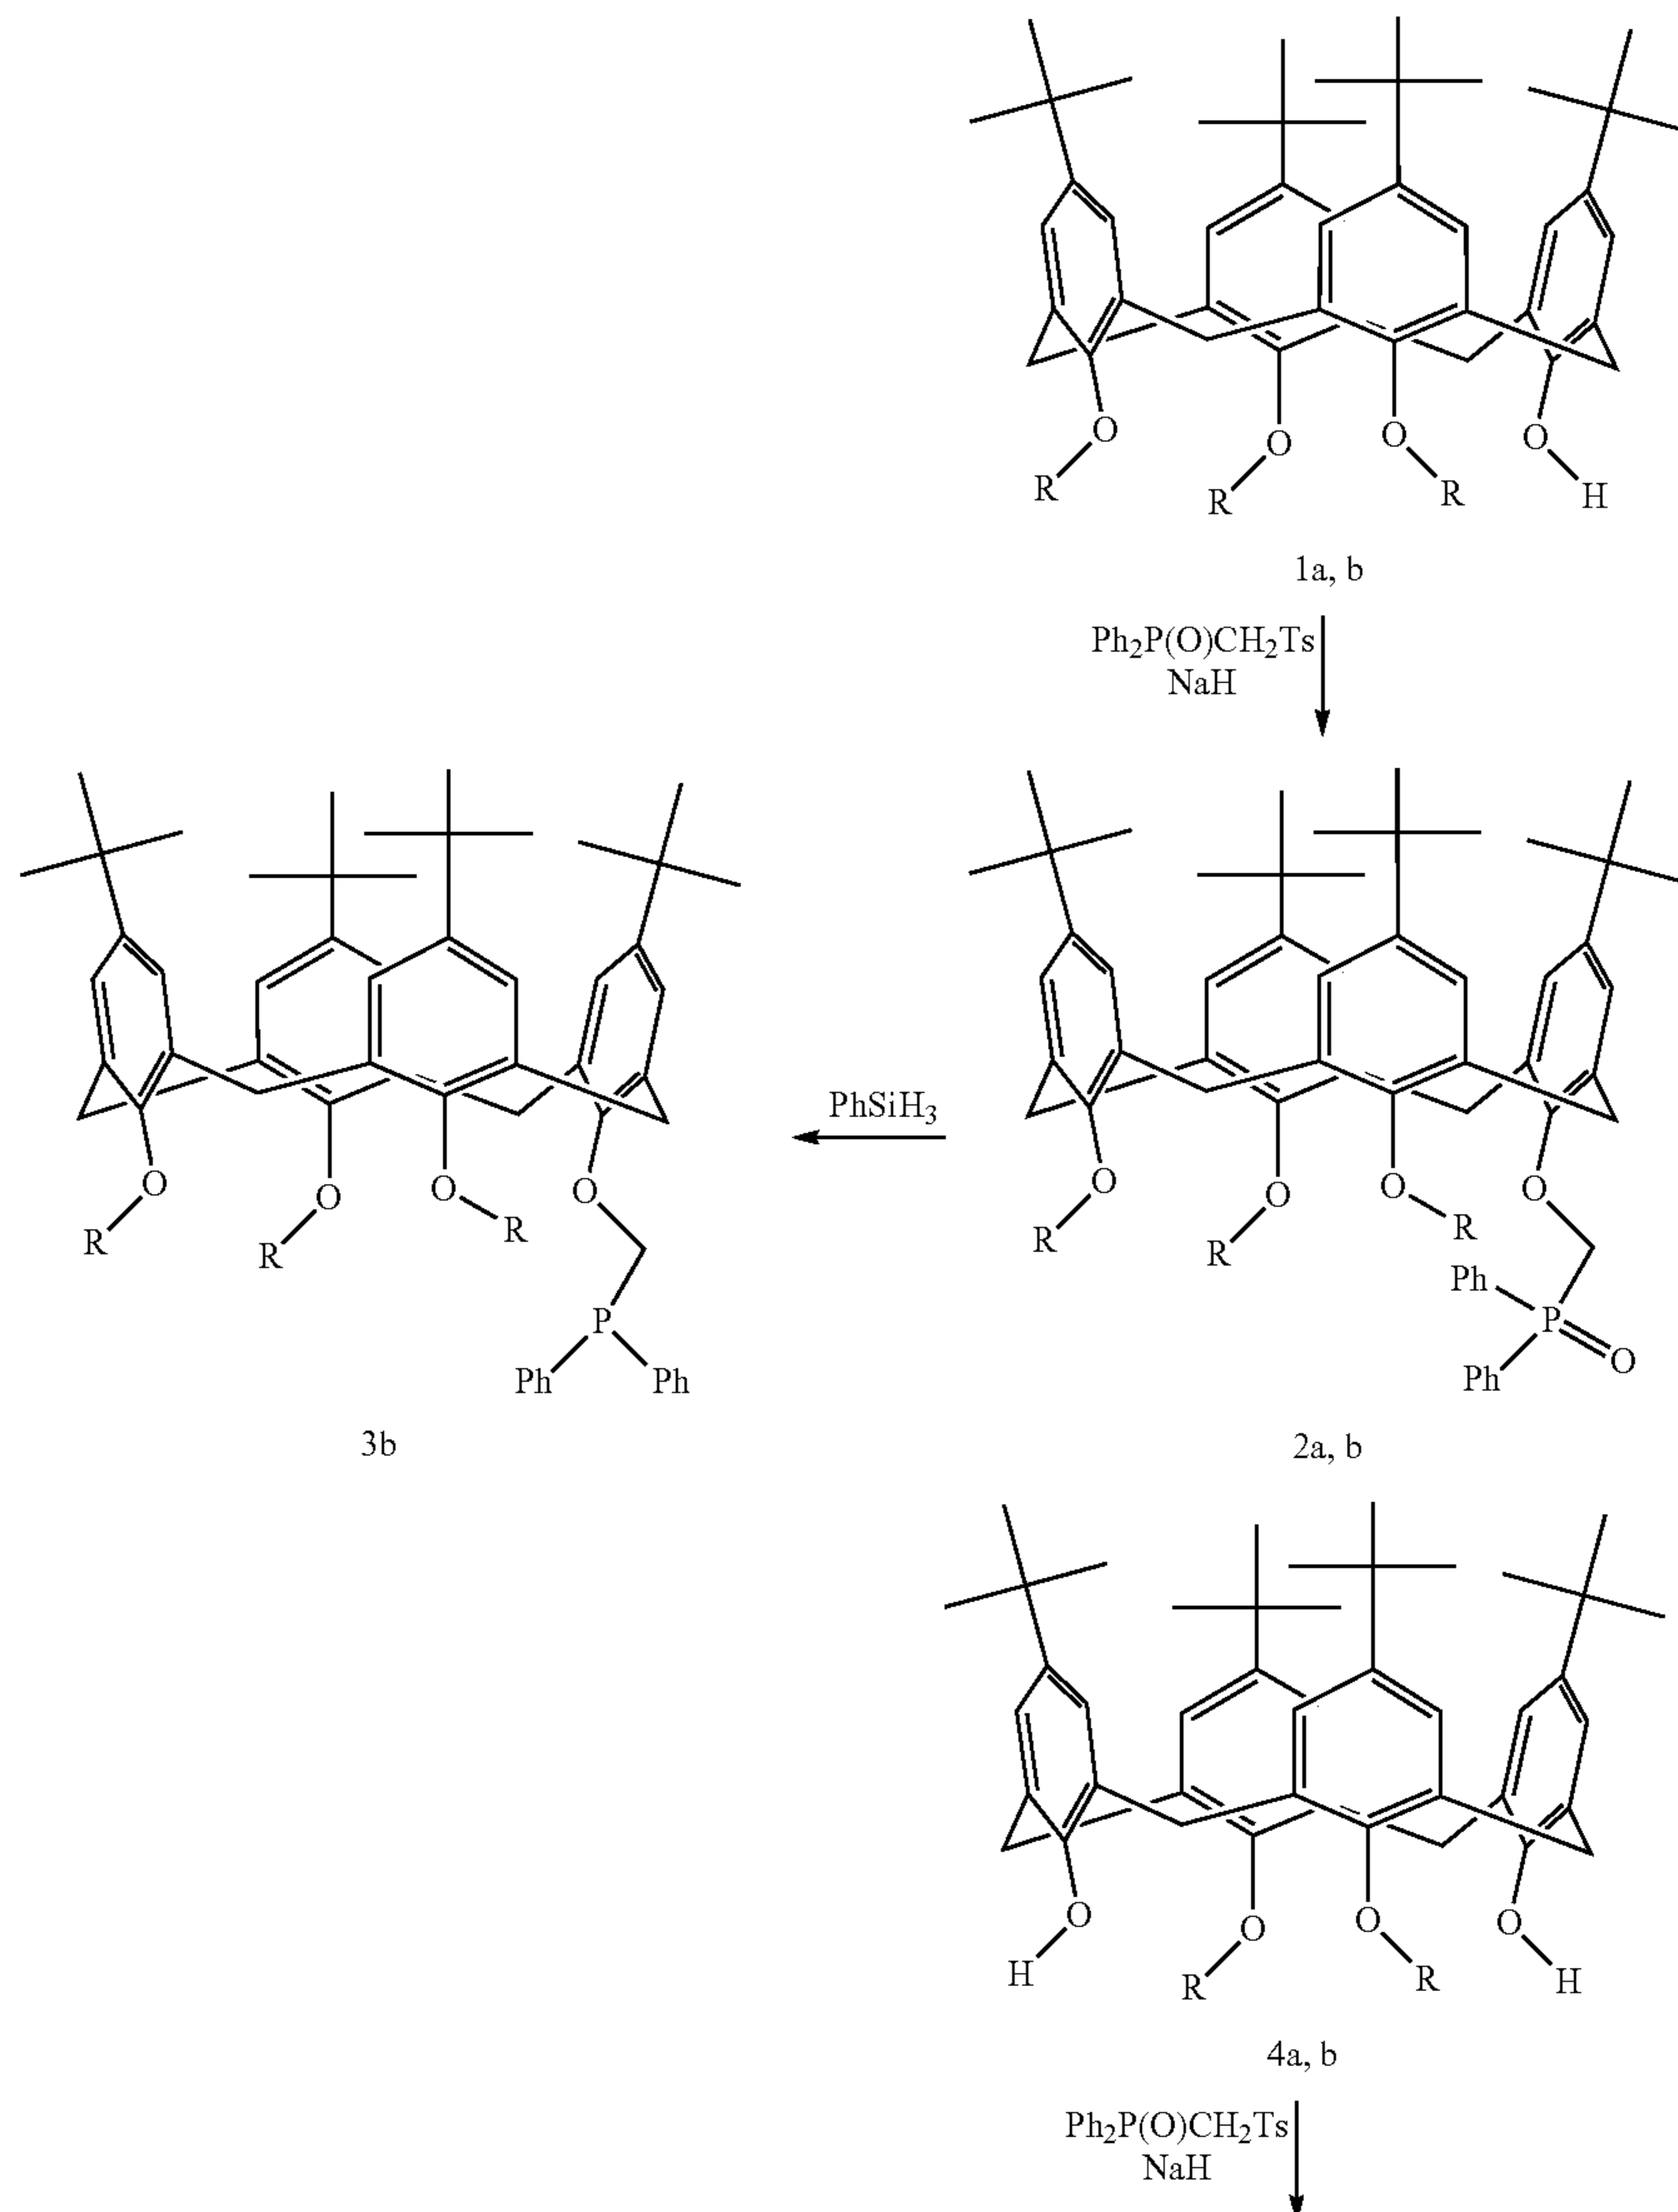 O
O
O
O
R
R
R
H
1a, b
Ph₂P(O)CH₂Ts
NaH
PhSiH₃
O
O
O
O
R
R
R
P
Ph
Ph
3b
O
O
O
O
R
R
R
Ph
P
O
Ph
2a, b
O
O
O
O
H
R
R
H
4a, b
Ph₂P(O)CH₂Ts
NaH